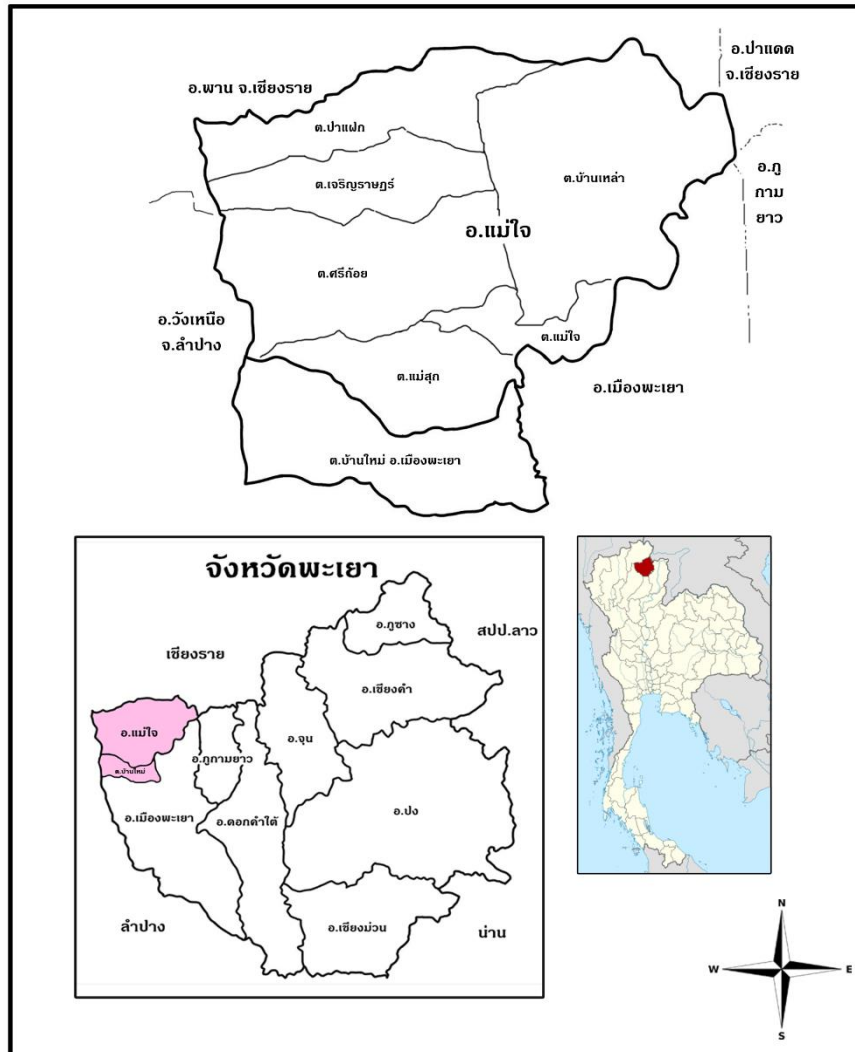 อ.ป่าแดด
จ.เชียงราย
อ.พาน จ.เชียงราย
ต.ป่าแฝก
ต.เจริญราษฎร์
ต.บ้านเหล่า
อ.ภู
กาม
ยาว
อ.แม่ใจ
ต.ศรีถ้อย
อ.วังเหนือ
จ.ลำปาง
ต.แม่ใจ
ต.แม่สุก
อ.เมืองพะเยา
ต.บ้านใหม่ อ.เมืองพะเยา
จังหวัดพะเยา
อ.ภูซาง
สปป.ลาว
เชียงราย
อ.เชียงคำ
อ.แม่ใจ
อ.จุน
อ.ภูกามยาว
ต.บ้านใหม่
อ.เมืองพะเยา
อ.ดอกคำใต้
อ.ปง
ลำปาง
อ.เชียงม่วน
น่าน
N
W
E
S